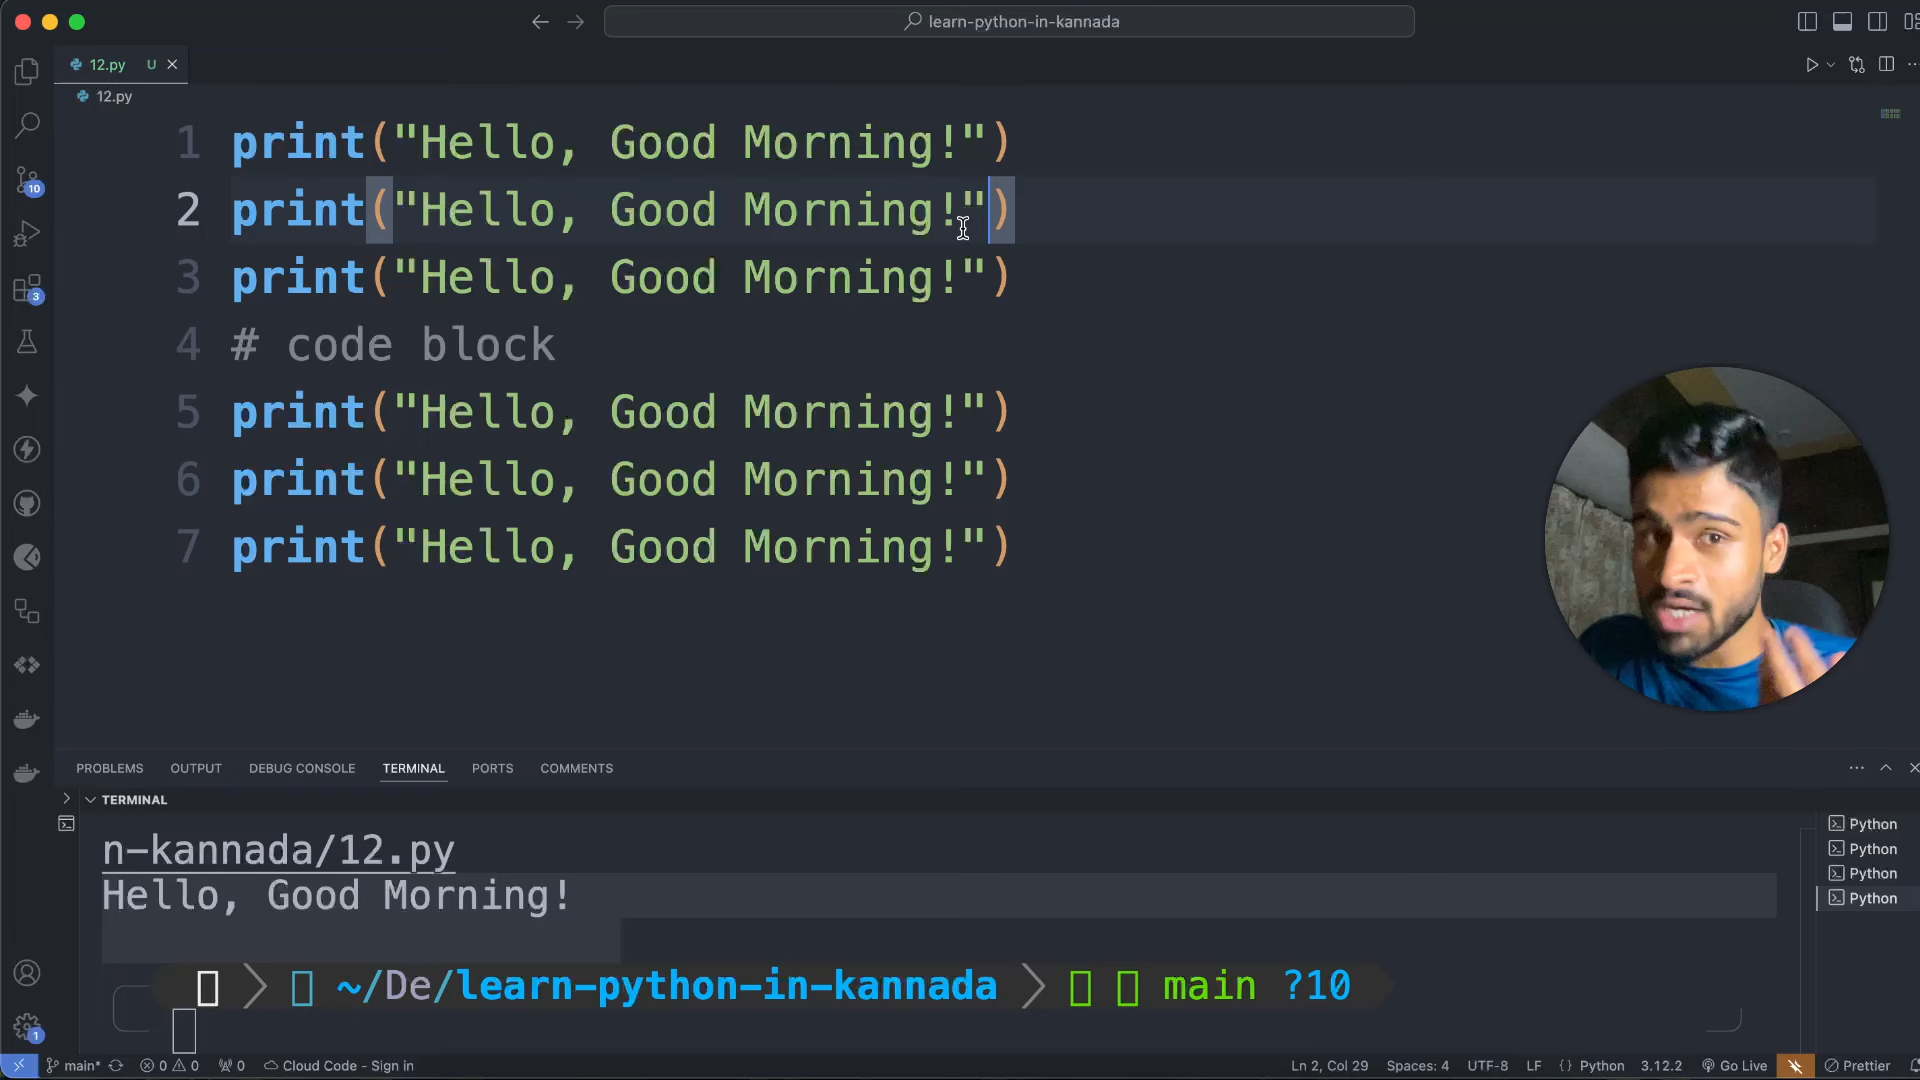 learn-python-in-kannada
12.py U
12.py
1 print("Hello, Good Morning!")
2 print("Hello, Good Morning!")
3 print("Hello, Good Morning!")
4 # code block
5 print("Hello, Good Morning!")
6 print("Hello, Good Morning!")
7 print("Hello, Good Morning!")
10
3
PROBLEMS OUTPUT DEBUG CONSOLE TERMINAL PORTS COMMENTS
TERMINAL
n-kannada/12.py
Hello, Good Morning!
~/De/learn-python-in-kannada main ?10
Python
Python
Python
Python
1
main* 0 0 0 Cloud Code - Sign in Ln 2, Col 29 Spaces: 4 UTF-8 LF {} Python 3.12.2 Go Live Prettier